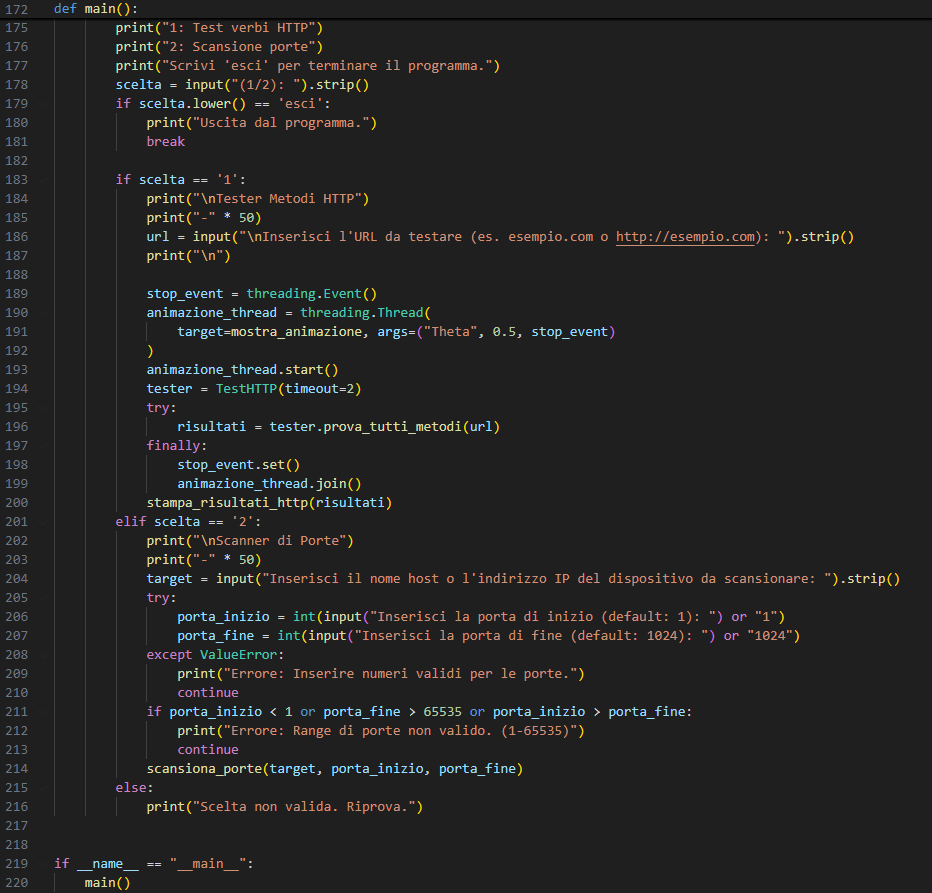 172 def main():
175 print("1: Test verbi HTTP")
176 print("2: Scansione porte")
177 print("Scrivi 'esci' per terminare il programma.")
178 scelta = input("(1/2): ").strip()
179 if scelta.lower() == 'esci':
180 print("Uscita dal programma.")
181 break
182
183 if scelta == '1':
184 print("\nTester Metodi HTTP")
185 print("-" * 50)
186 url = input("\nInserisci l'URL da testare (es. esempio.com o http://esempio.com): ").strip()
187 print("\n")
188
189 stop_event = threading.Event()
190 animazione_thread = threading.Thread(
191 target=mostra_animazione, args=("Theta", 0.5, stop_event)
192 )
193 animazione_thread.start()
194 tester = TestHTTP(timeout=2)
195 try:
196 risultati = tester.prova_tutti_metodi(url)
197 finally:
198 stop_event.set()
199 animazione_thread.join()
200 stampa_risultati_http(risultati)
201 elif scelta == '2':
202 print("\nScanner di Porte")
203 print("-" * 50)
204 target = input("Inserisci il nome host o l'indirizzo IP del dispositivo da scansionare: ").strip()
205 try:
206 porta_inizio = int(input("Inserisci la porta di inizio (default: 1): ") or "1")
207 porta_fine = int(input("Inserisci la porta di fine (default: 1024): ") or "1024")
208 except ValueError:
209 print("Errore: Inserire numeri validi per le porte.")
210 continue
211 if porta_inizio < 1 or porta_fine > 65535 or porta_inizio > porta_fine:
212 print("Errore: Range di porte non valido. (1-65535)")
213 continue
214 scansiona_porte(target, porta_inizio, porta_fine)
215 else:
216 print("Scelta non valida. Riprova.")
217
218
219 if __name__ == "__main__":
220 main()